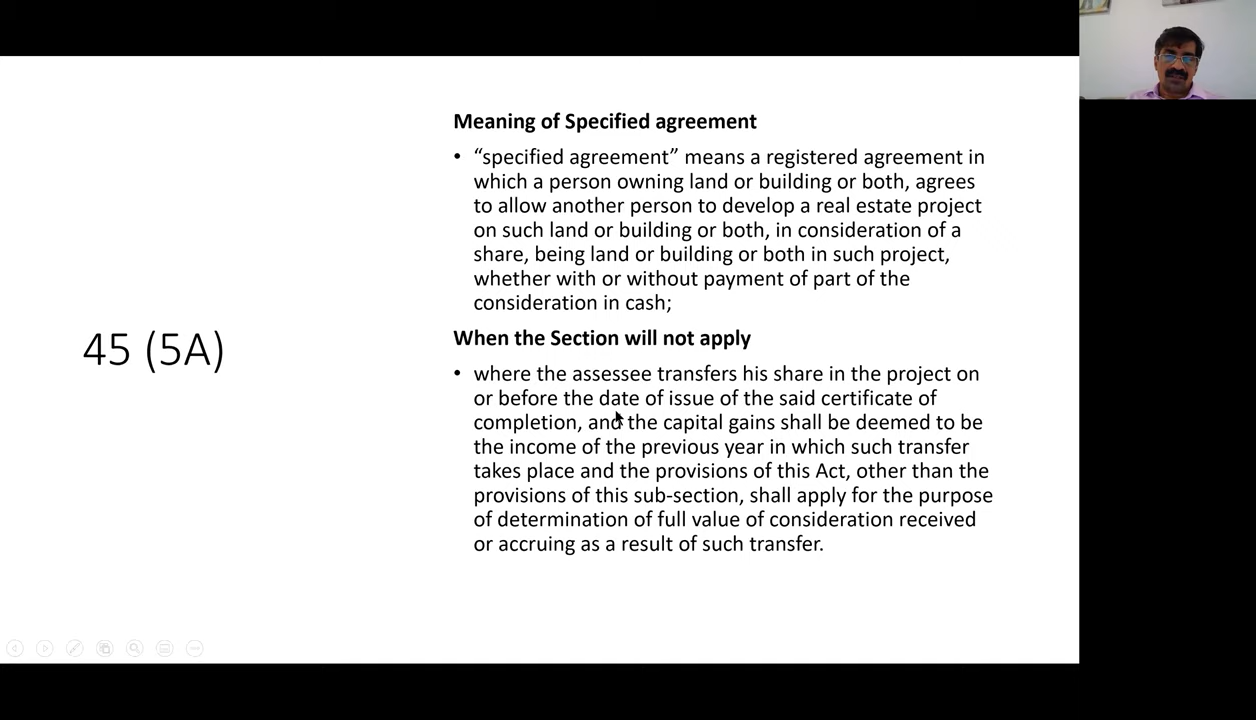 Meaning of Specified agreement
• “specified agreement” means a registered agreement in
which a person owning land or building or both, agrees
to allow another person to develop a real estate project
on such land or building or both, in consideration of a
share, being land or building or both in such project,
whether with or without payment of part of the
consideration in cash;
45 (5A)
When the Section will not apply
• where the assessee transfers his share in the project on
or before the date of issue of the said certificate of
completion, and the capital gains shall be deemed to be
the income of the previous year in which such transfer
takes place and the provisions of this Act, other than the
provisions of this sub-section, shall apply for the purpose
of determination of full value of consideration received
or accruing as a result of such transfer.